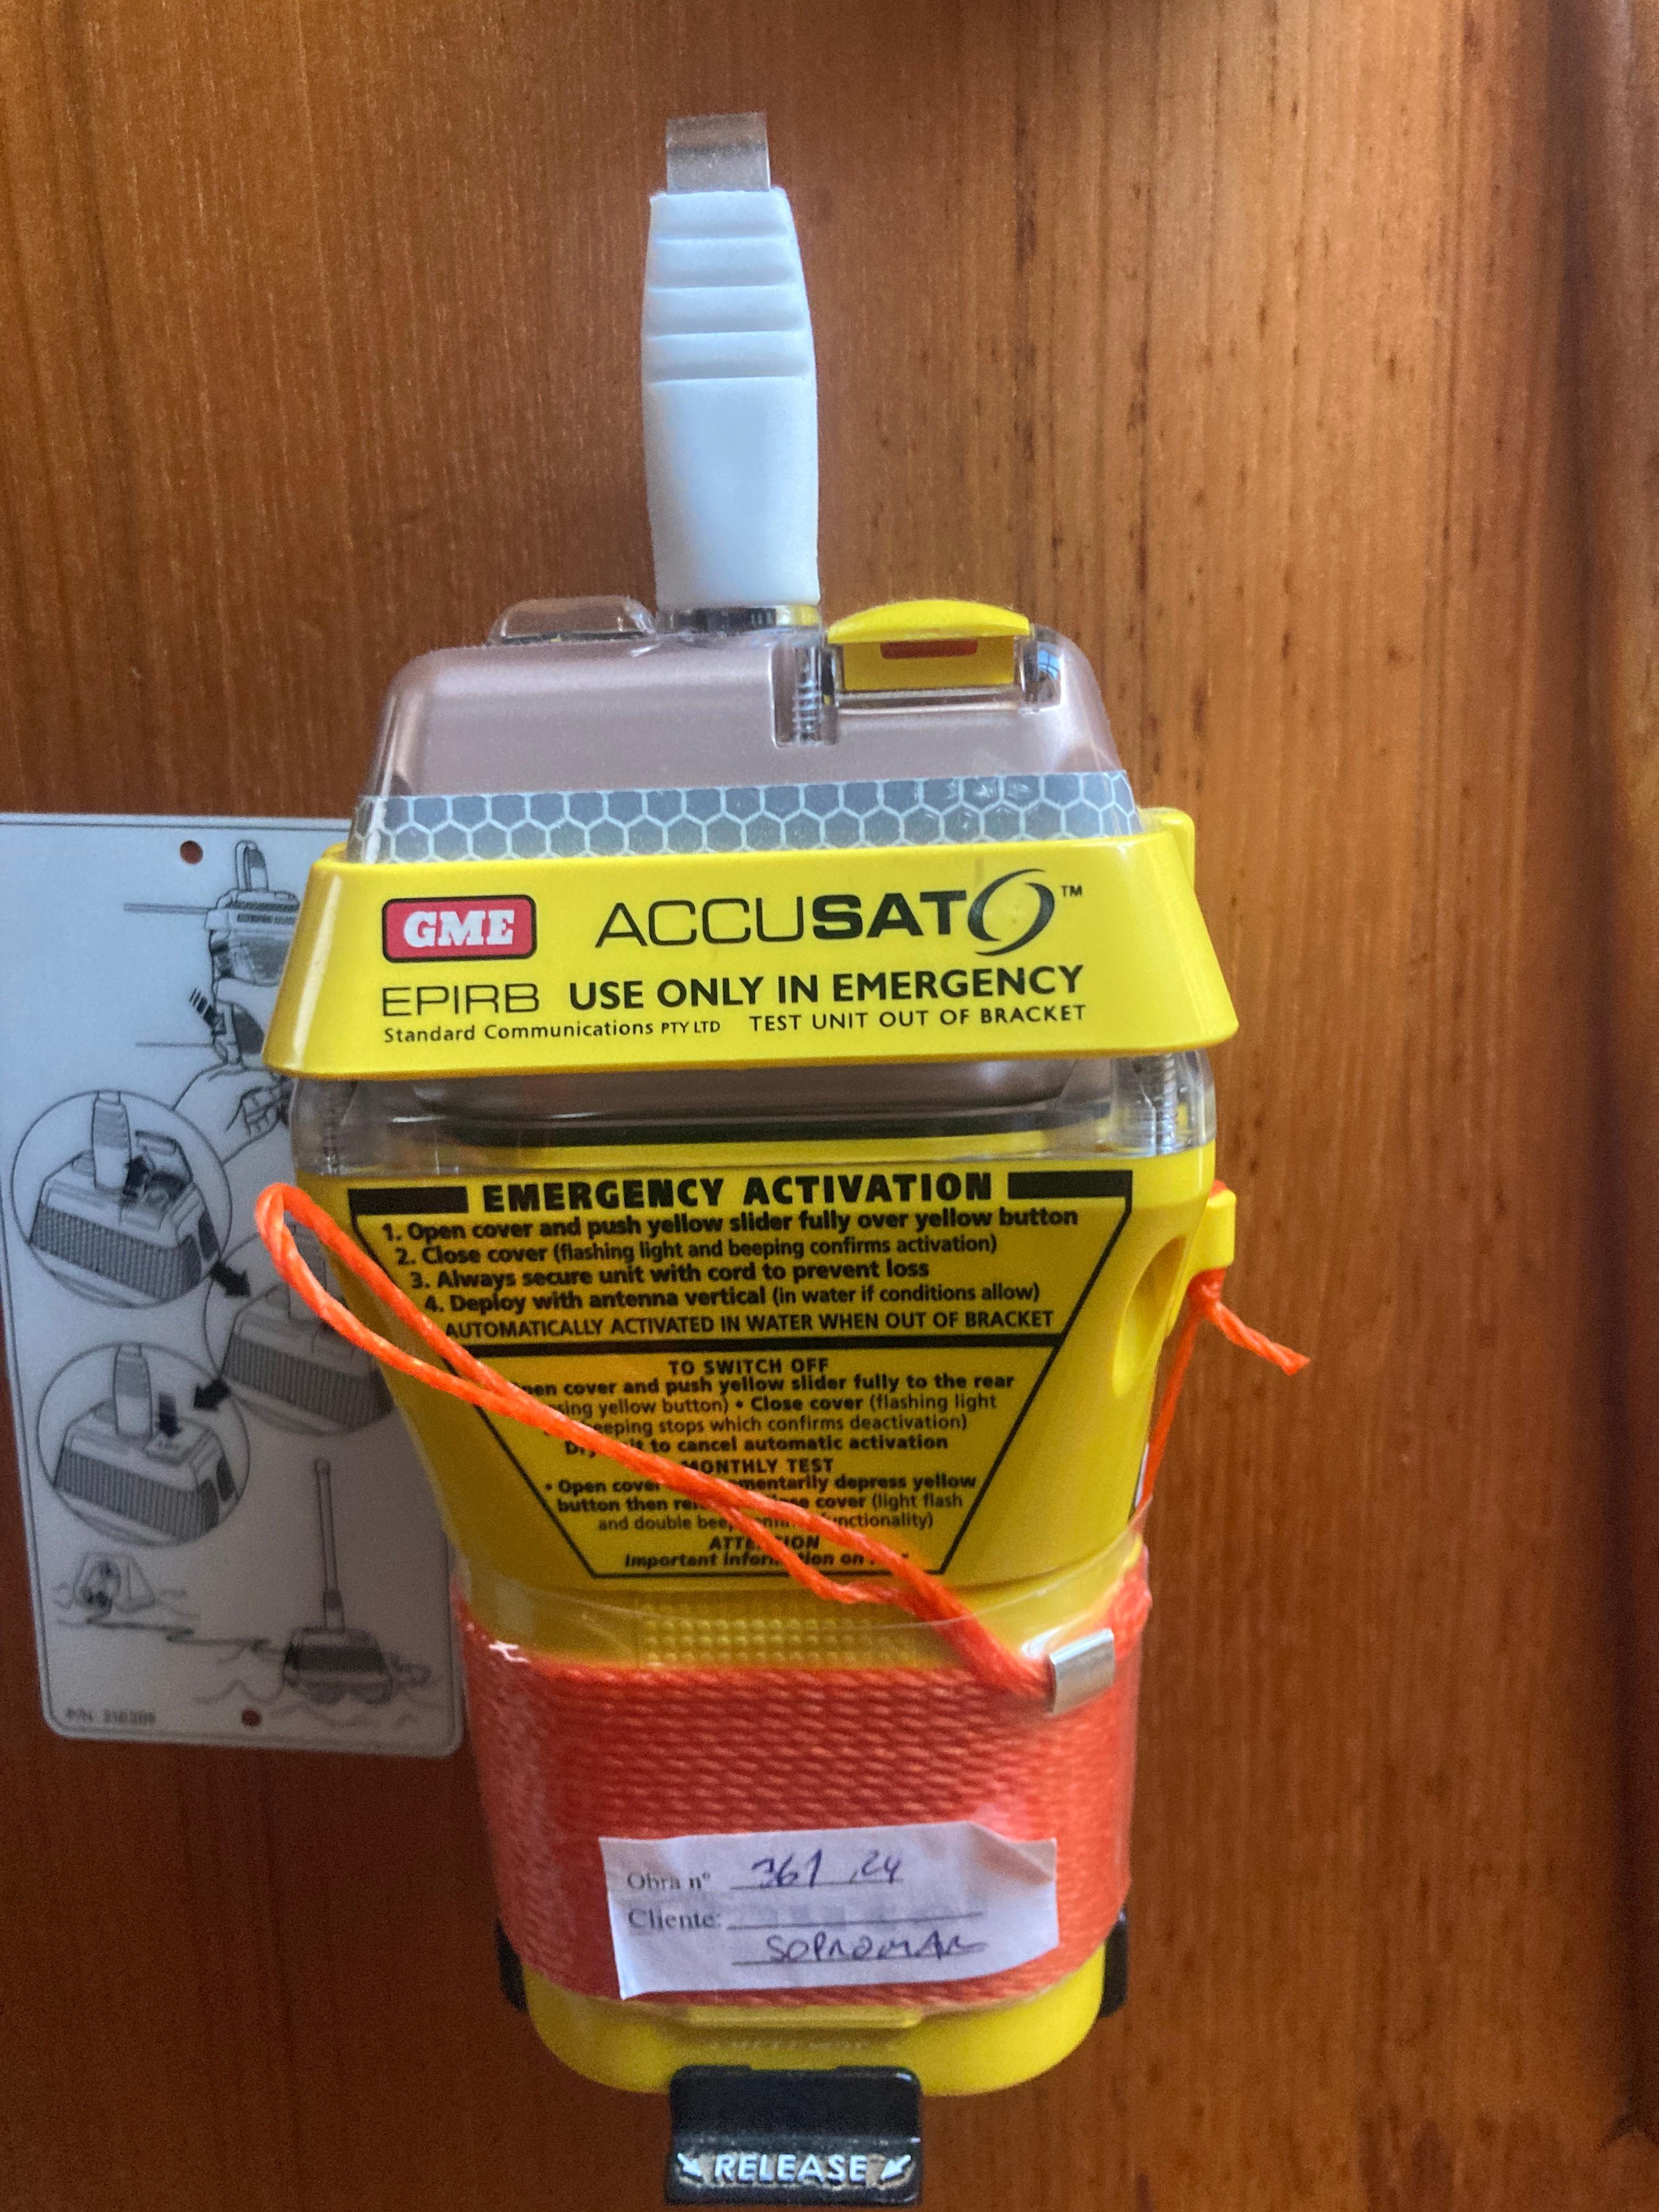 GME ACCUSAT™
EPIRB USE ONLY IN EMERGENCY
Standard Communications PTY LTD TEST UNIT OUT OF BRACKET
EMERGENCY ACTIVATION
1. Open cover and push yellow slider fully over yellow button
2. Close cover (flashing light and beeping confirms activation)
3. Always secure unit with cord to prevent loss
4. Deploy with antenna vertical (in water if conditions allow)
AUTOMATICALLY ACTIVATED IN WATER WHEN OUT OF BRACKET
TO SWITCH OFF
cover and push yellow slider fully to the rear
yellow button) • Close cover (flashing light
stops which confirms deactivation)
to cancel automatic activation
MONTHLY TEST
• Open cover depress yellow
button then cover (light flash
and double
ATTENTION
Important information on
Obra nº 361 .24
Cliente:
SOPROMAR
RELEASE